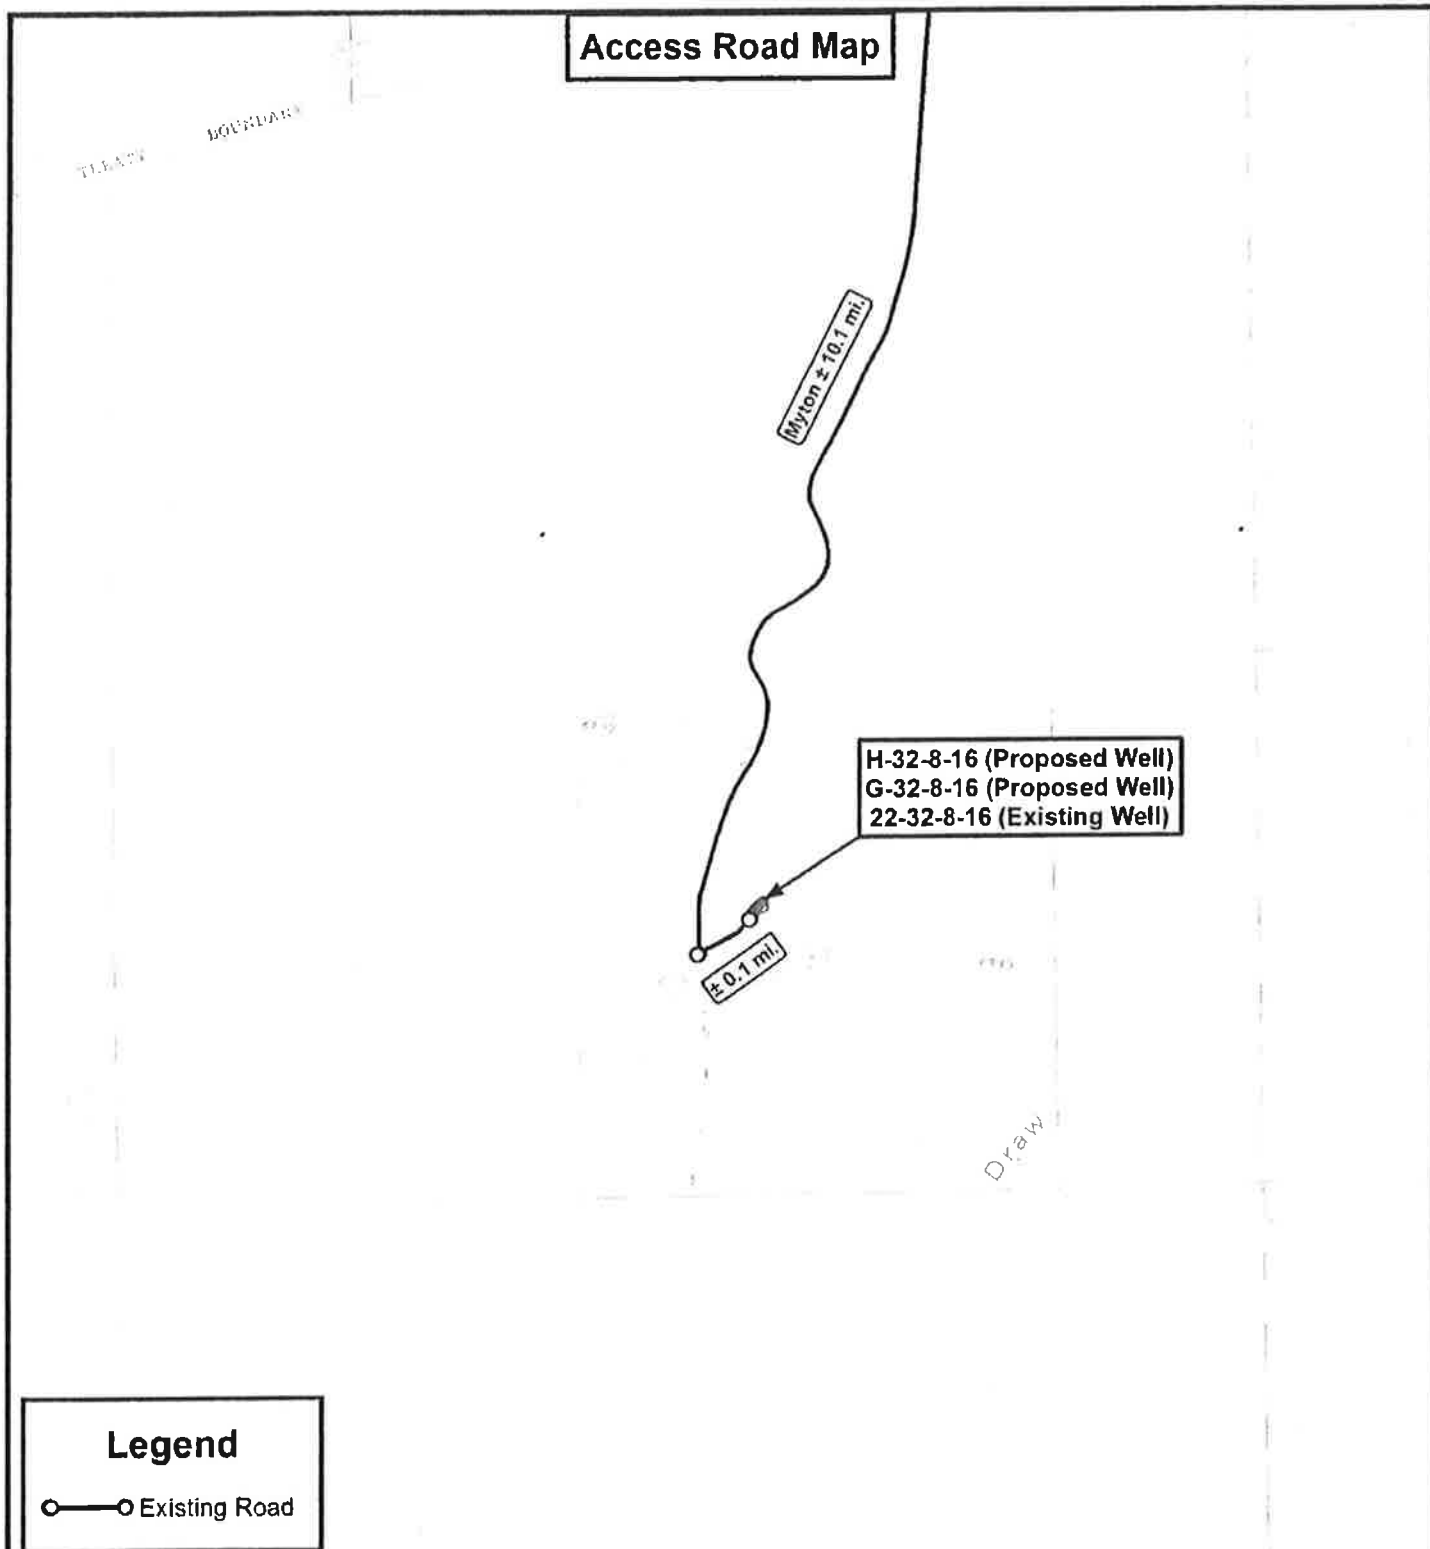 Access Road Map
BOUNDARY
Myton ± 10.1 mi.
H-32-8-16 (Proposed Well)
G-32-8-16 (Proposed Well)
22-32-8-16 (Existing Well)
± 0.1 mi.
Draw
Legend
Existing Road